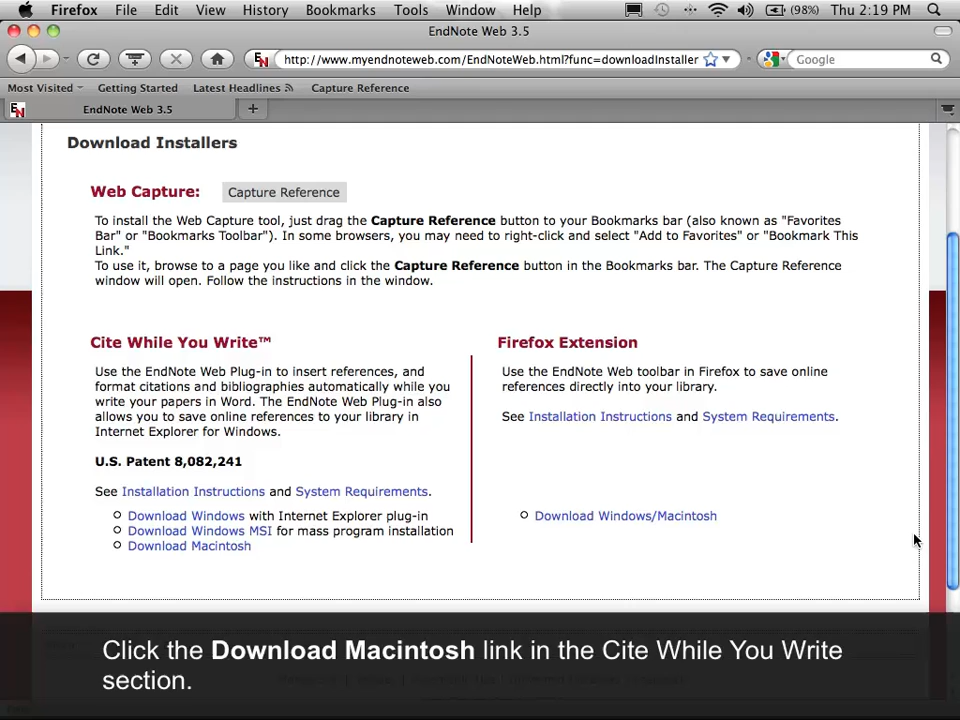 Firefox File Edit View History Bookmarks Tools Window Help (98%) Thu 2:19 PM
EndNote Web 3.5
http://www.myendnoteweb.com/EndNoteWeb.html?func=downloadInstaller Google
Most Visited Getting Started Latest Headlines Capture Reference
EndNote Web 3.5
Download Installers
Web Capture: Capture Reference
To install the Web Capture tool, just drag the Capture Reference button to your Bookmarks bar (also known as "Favorites
Bar" or "Bookmarks Toolbar"). In some browsers, you may need to right-click and select "Add to Favorites" or "Bookmark This
Link."
To use it, browse to a page you like and click the Capture Reference button in the Bookmarks bar. The Capture Reference
window will open. Follow the instructions in the window.
Cite While You Write™
Use the EndNote Web Plug-in to insert references, and
format citations and bibliographies automatically while you
write your papers in Word. The EndNote Web Plug-in also
allows you to save online references to your library in
Internet Explorer for Windows.
U.S. Patent 8,082,241
See Installation Instructions and System Requirements.
Download Windows with Internet Explorer plug-in
Download Windows MSI for mass program installation
Download Macintosh
Firefox Extension
Use the EndNote Web toolbar in Firefox to save online
references directly into your library.
See Installation Instructions and System Requirements.
Download Windows/Macintosh
Click the Download Macintosh link in the Cite While You Write
section.